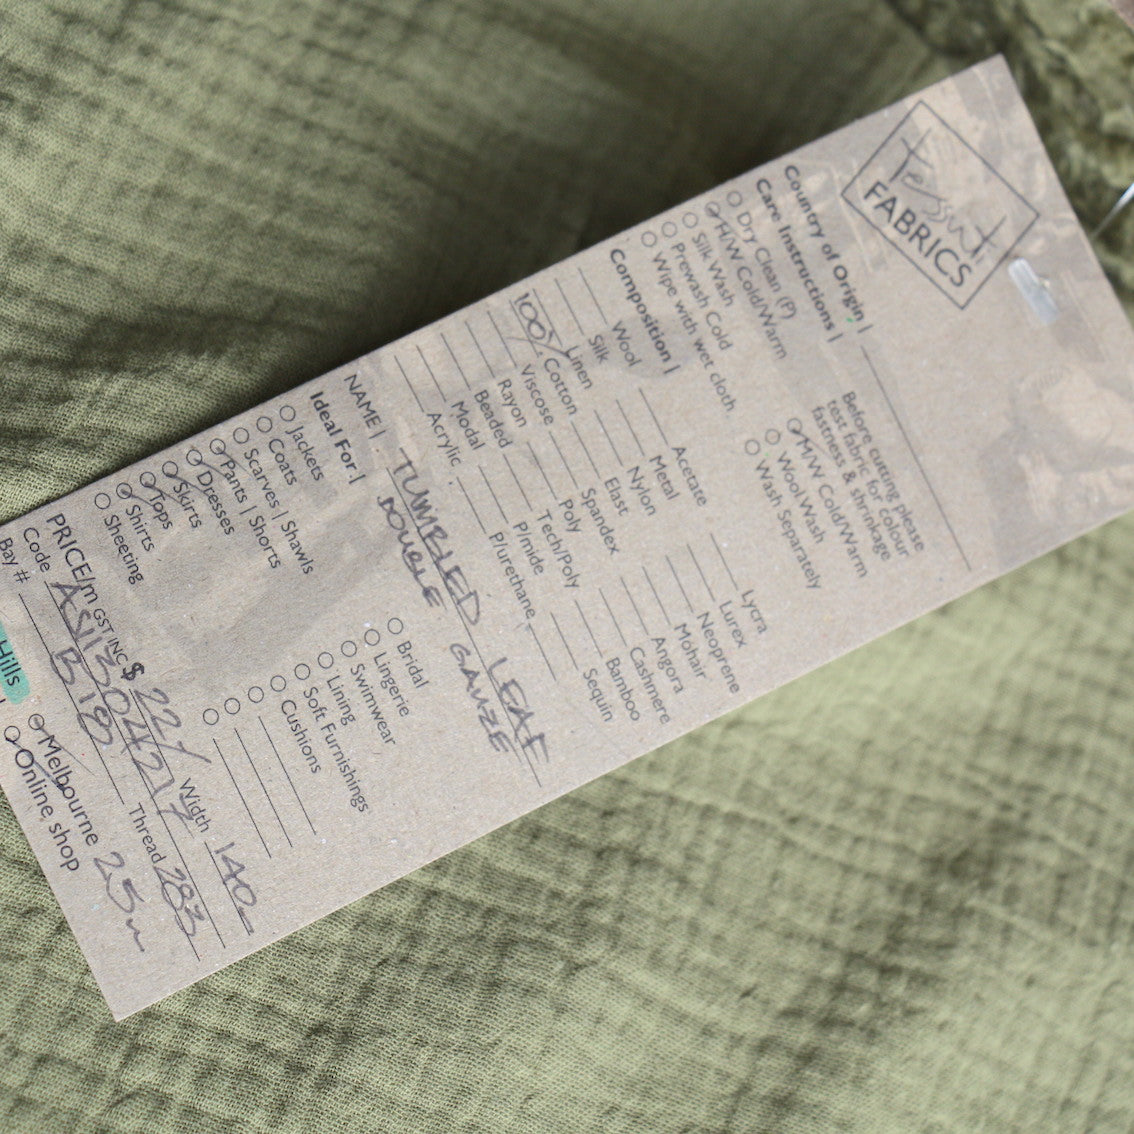 tessuti
FABRICS
Country of Origin |
Care Instructions |
Dry Clean (P)
H/W Cold/Warm
Silk Wash
Prewash Cold
Wipe with wet cloth
Before cutting please
test fabric for colour
fastness & shrinkage
M/W Cold/Warm
Wool Wash
Wash Separately
Composition |
Wool
Silk
Linen
100% Cotton
Viscose
Rayon
Beaded
Modal
Acrylic
Acetate
Metal
Nylon
Elast
Spandex
Poly
Tech/Poly
P/mide
P/urethane
Lycra
Lurex
Neoprene
Mohair
Angora
Cashmere
Bamboo
Sequin
NAME | TUMBLED LEAF
DOUBLE GAUZE
Ideal For |
Jackets
Coats
Scarves | Shawls
Pants | Shorts
Dresses
Skirts
Tops
Shirts
Sheeting
Bridal
Lingerie
Swimwear
Lining
Soft Furnishings
Cushions
PRICE/m GST INC $ 22/ Width 140
Code Thread 283
Bay #
Hills
Melbourne 25m
Online shop